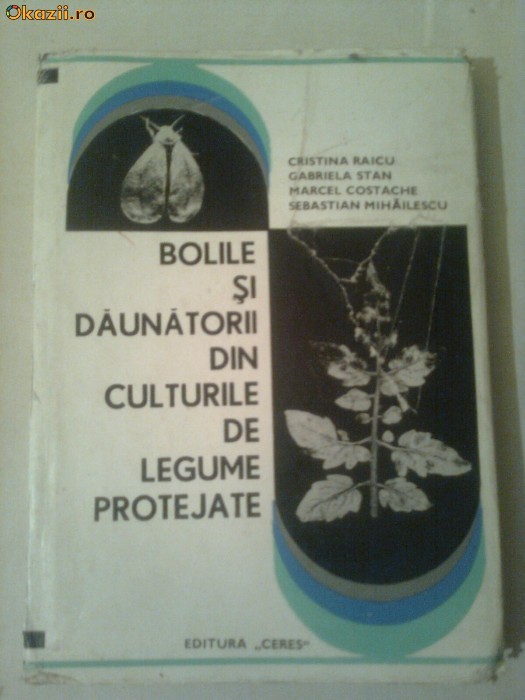 Okazii.ro
CRISTINA RAICU
GABRIELA STAN
MARCEL COSTACHE
SEBASTIAN MIHĂILESCU
BOLILE
ȘI
DĂUNĂTORII
DIN
CULTURILE
DE
LEGUME
PROTEJATE
EDITURA „CERES"